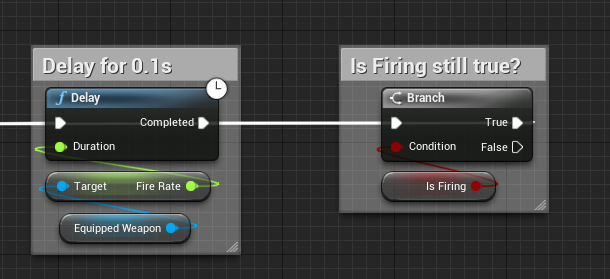 Delay for 0.1s
Is Firing still true?
f Delay
Branch
Completed
True
Duration
Condition
False
Target
Fire Rate
Is Firing
Equipped Weapon